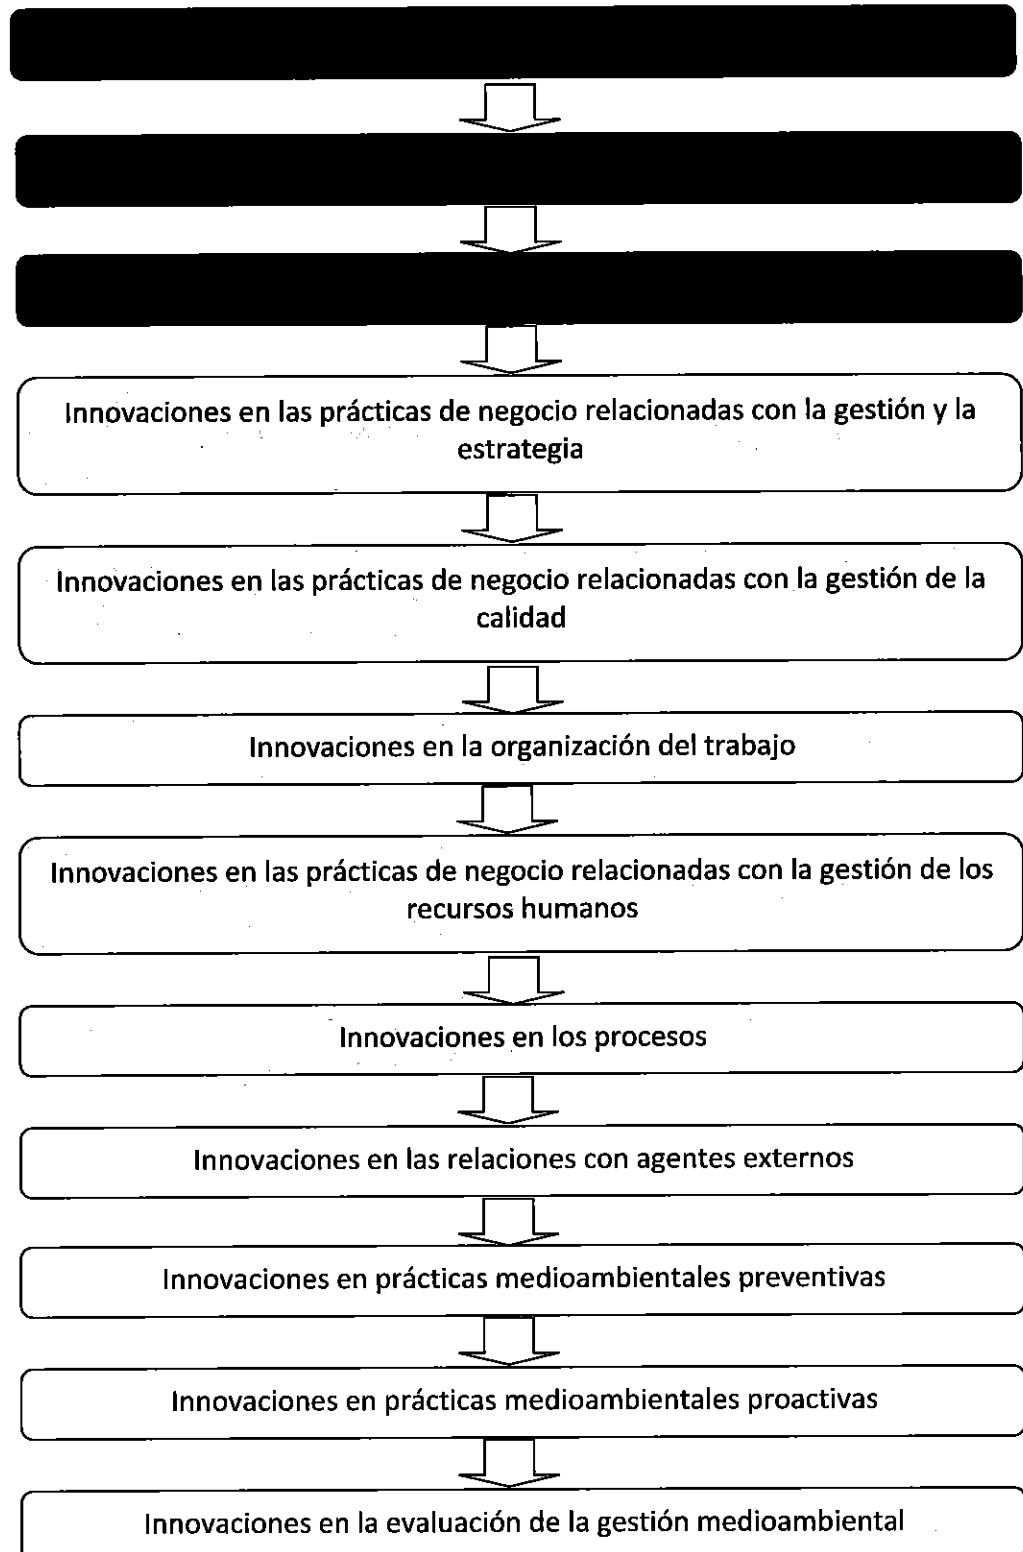 Innovaciones en las prácticas de negocio relacionadas con la gestión y la
estrategia
Innovaciones en las prácticas de negocio relacionadas con la gestión de la
calidad
Innovaciones en la organización del trabajo
Innovaciones en las prácticas de negocio relacionadas con la gestión de los
recursos humanos
Innovaciones en los procesos
Innovaciones en las relaciones con agentes externos
Innovaciones en prácticas medioambientales preventivas
Innovaciones en prácticas medioambientales proactivas
Innovaciones en la evaluación de la gestión medioambiental